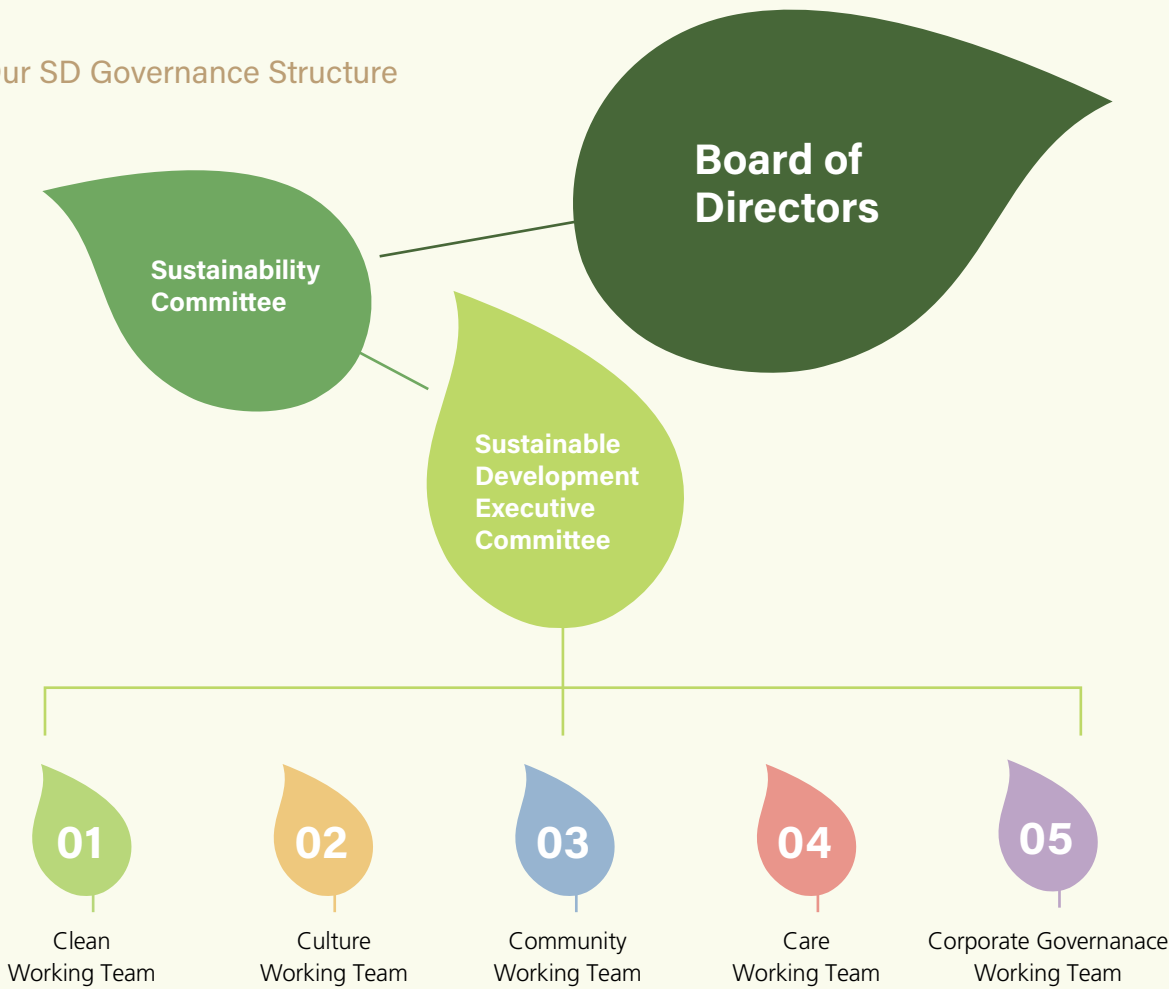 ur SD Governance Structure
Board of
Directors
Sustainability
Committee
Sustainable
Development
Executive
Committee
01
02
03
04
05
Clean
Working Team
Culture
Working Team
Community
Working Team
Care
Working Team
Corporate Governanace
Working Team